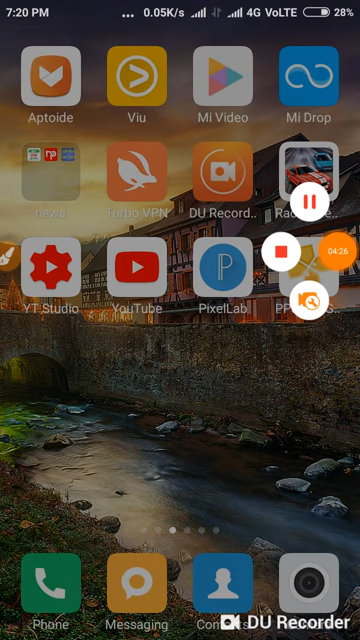 7:20 PM ... 0.05K/s 4G VoLTE 28%
Aptoide Viu Mi Video Mi Drop
news Turbo VPN DU Record..
04:26
YT Studio YouTube PixelLab
Phone Messaging
DU Recorder